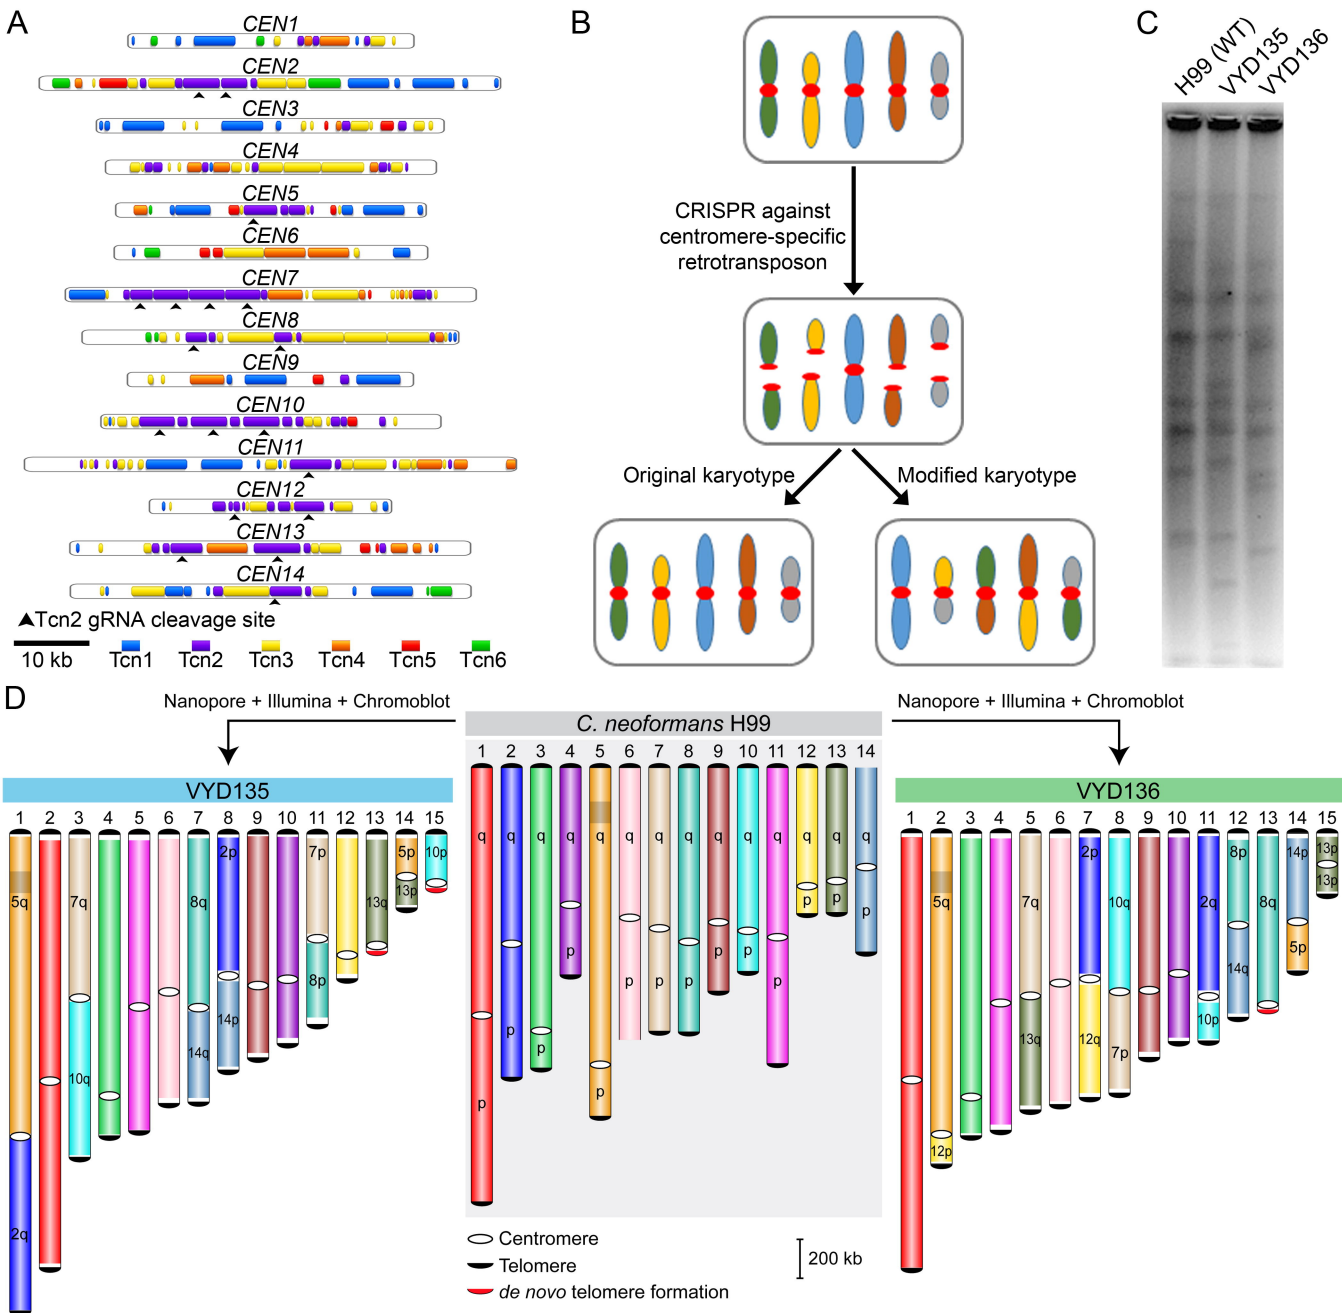 A
CEN1
CEN2
CEN3
CEN4
CEN5
CEN6
CEN7
CEN8
CEN9
CEN10
CEN11
CEN12
CEN13
CEN14
Tcn2 gRNA cleavage site
10 kb
Tcn1 Tcn2 Tcn3 Tcn4 Tcn5 Tcn6
B
CRISPR against
centromere-specific
retrotransposon
Original karyotype
Modified karyotype
C
H99 (WT)
VYD135
VYD136
D
Nanopore + Illumina + Chromoblot
VYD135
1 2 3 4 5 6 7 8 9 10 11 12 13 14 15
2p 7p 5p 10p
5q 7q 8q 13q 13p
8p
14p
14q
10q
2q
C. neoformans H99
1 2 3 4 5 6 7 8 9 10 11 12 13 14
q q q q q q q q q q q q q q
p p p p p p p p p p p p p p
Centromere
Telomere
de novo telomere formation
200 kb
Nanopore + Illumina + Chromoblot
VYD136
1 2 3 4 5 6 7 8 9 10 11 12 13 14 15
2p 8p 14p 13p
13p
5q 7q 10q 2q 8q
5p
14q
10p
13q 12q
7p
12p